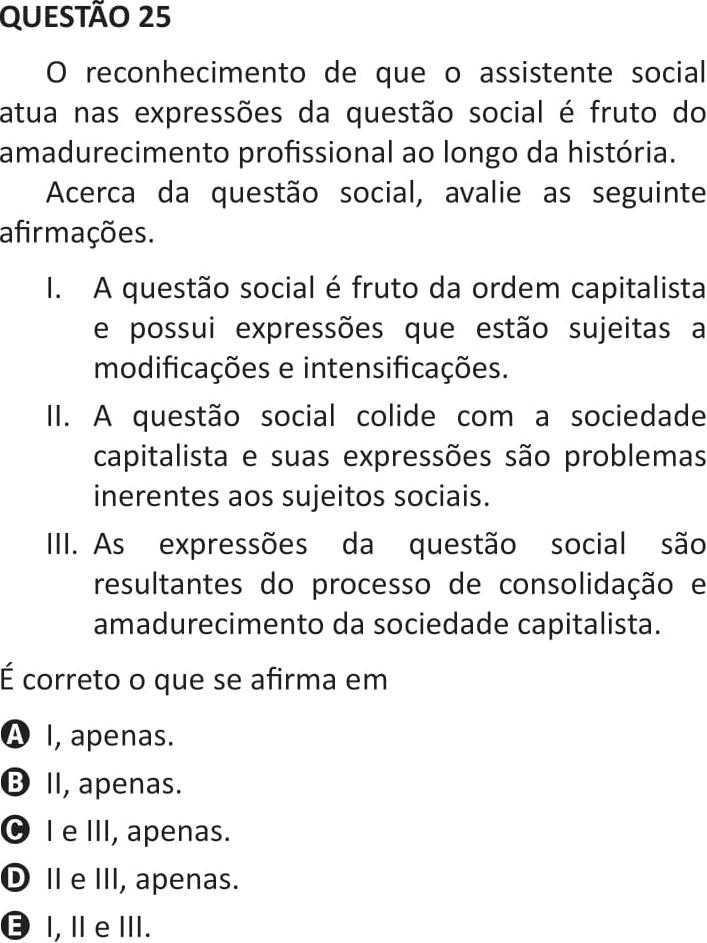 QUESTÃO 25
O reconhecimento de que o assistente social
atua nas expressões da questão social é fruto do
amadurecimento profissional ao longo da história.
Acerca da questão social, avalie as seguinte
afirmações.
I. A questão social é fruto da ordem capitalista
e possui expressões que estão sujeitas a
modificações e intensificações.
II. A questão social colide com a sociedade
capitalista e suas expressões são problemas
inerentes aos sujeitos sociais.
III. As expressões da questão social são
resultantes do processo de consolidação e
amadurecimento da sociedade capitalista.
É correto o que se afirma em
A I, apenas.
B II, apenas.
C I e III, apenas.
D II e III, apenas.
E I, II e III.